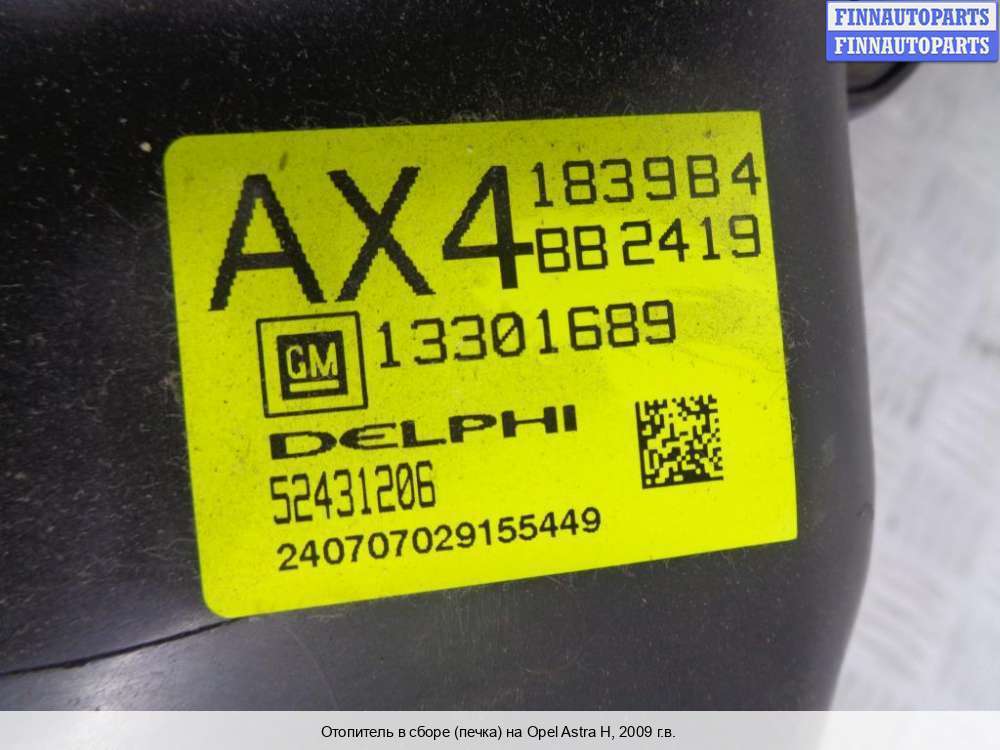 FINNAUTOPARTS
FINNAUTOPARTS
AX4
1839B4
BB2419
GM
13301689
DELPHI
52431206
240707029155449
Отопитель в сборе (печка) на Opel Astra H, 2009 г.в.